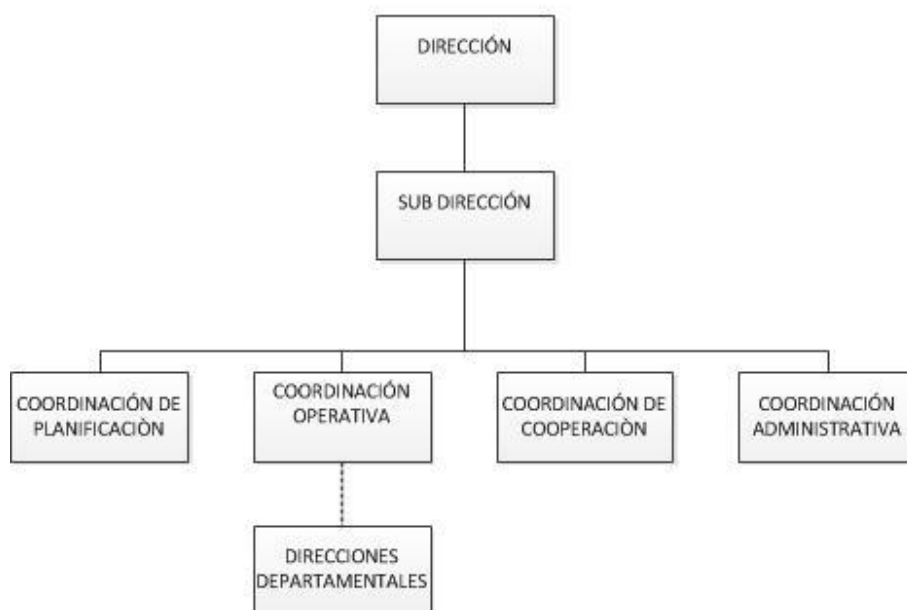 DIRECCIÓN
SUB DIRECCIÓN
COORDINACIÓN DE
PLANIFICACIÒN
COORDINACIÓN
OPERATIVA
COORDINACIÓN DE
COOPERACIÒN
COORDINACIÓN
ADMINISTRATIVA
DIRECCIONES
DEPARTAMENTALES